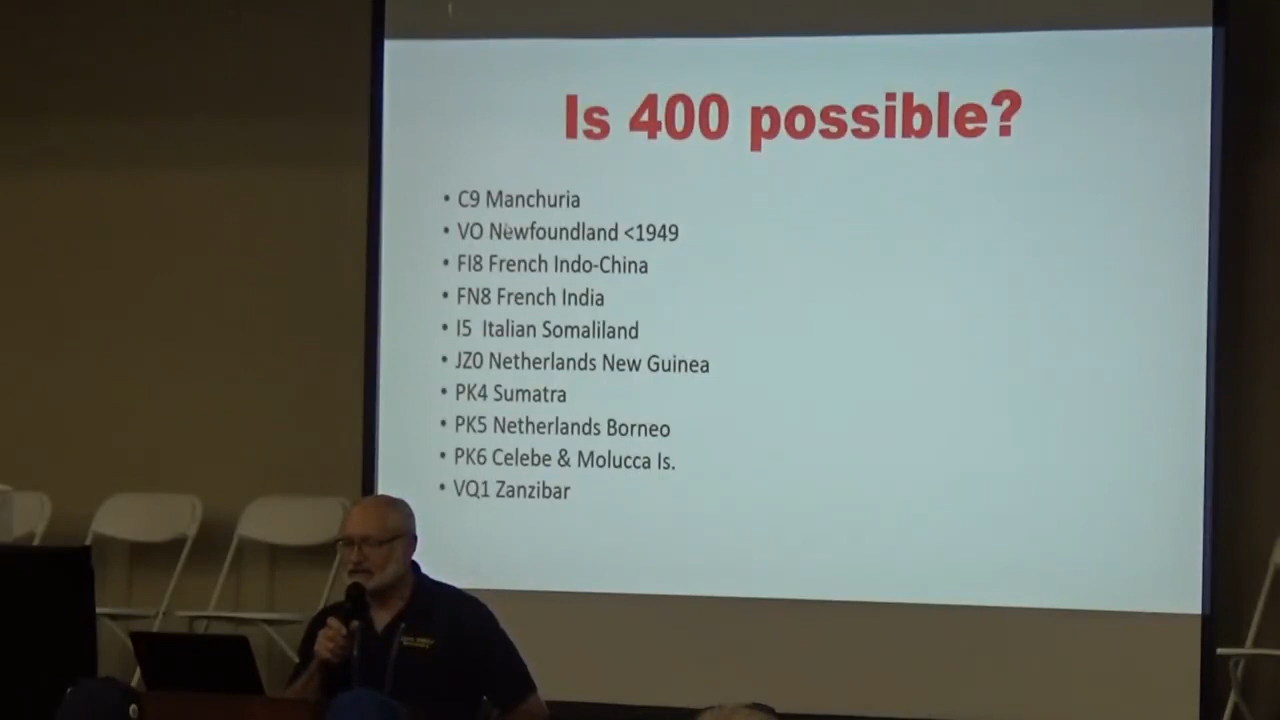 Is 400 possible?
• C9 Manchuria
• VO Newfoundland <1949
• FI8 French Indo-China
• FN8 French India
• I5  Italian Somaliland
• JZ0 Netherlands New Guinea
• PK4 Sumatra
• PK5 Netherlands Borneo
• PK6 Celebe & Molucca Is.
• VQ1 Zanzibar